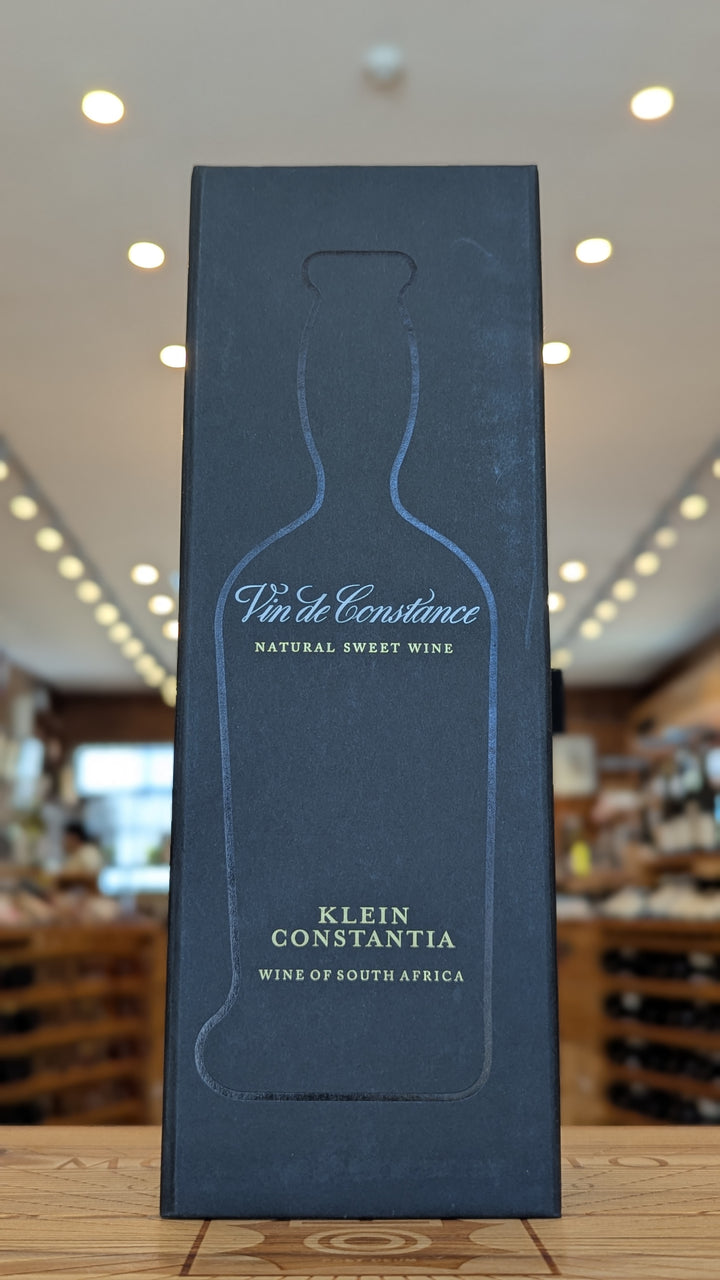 Vin de Constance
NATURAL SWEET WINE
KLEIN
CONSTANTIA
WINE OF SOUTH AFRICA